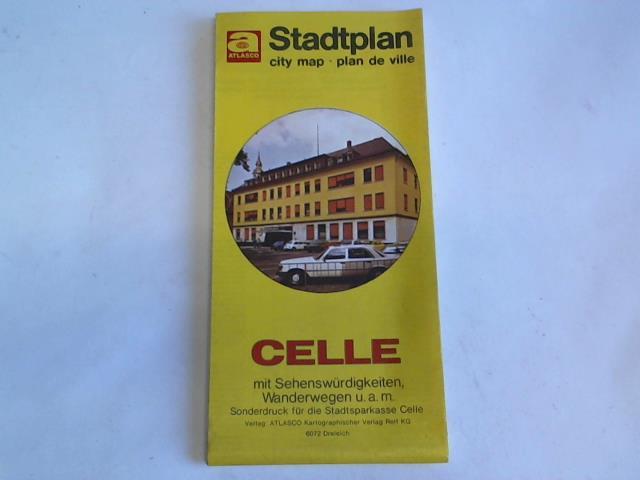 a
ATLASCO
Stadtplan
city map · plan de ville
CELLE
mit Sehenswürdigkeiten,
Wanderwegen u.a.m.
Sonderdruck für die Stadtsparkasse Celle
Verlag: ATLASCO Kartographischer Verlag Reif KG
6072 Dreieich